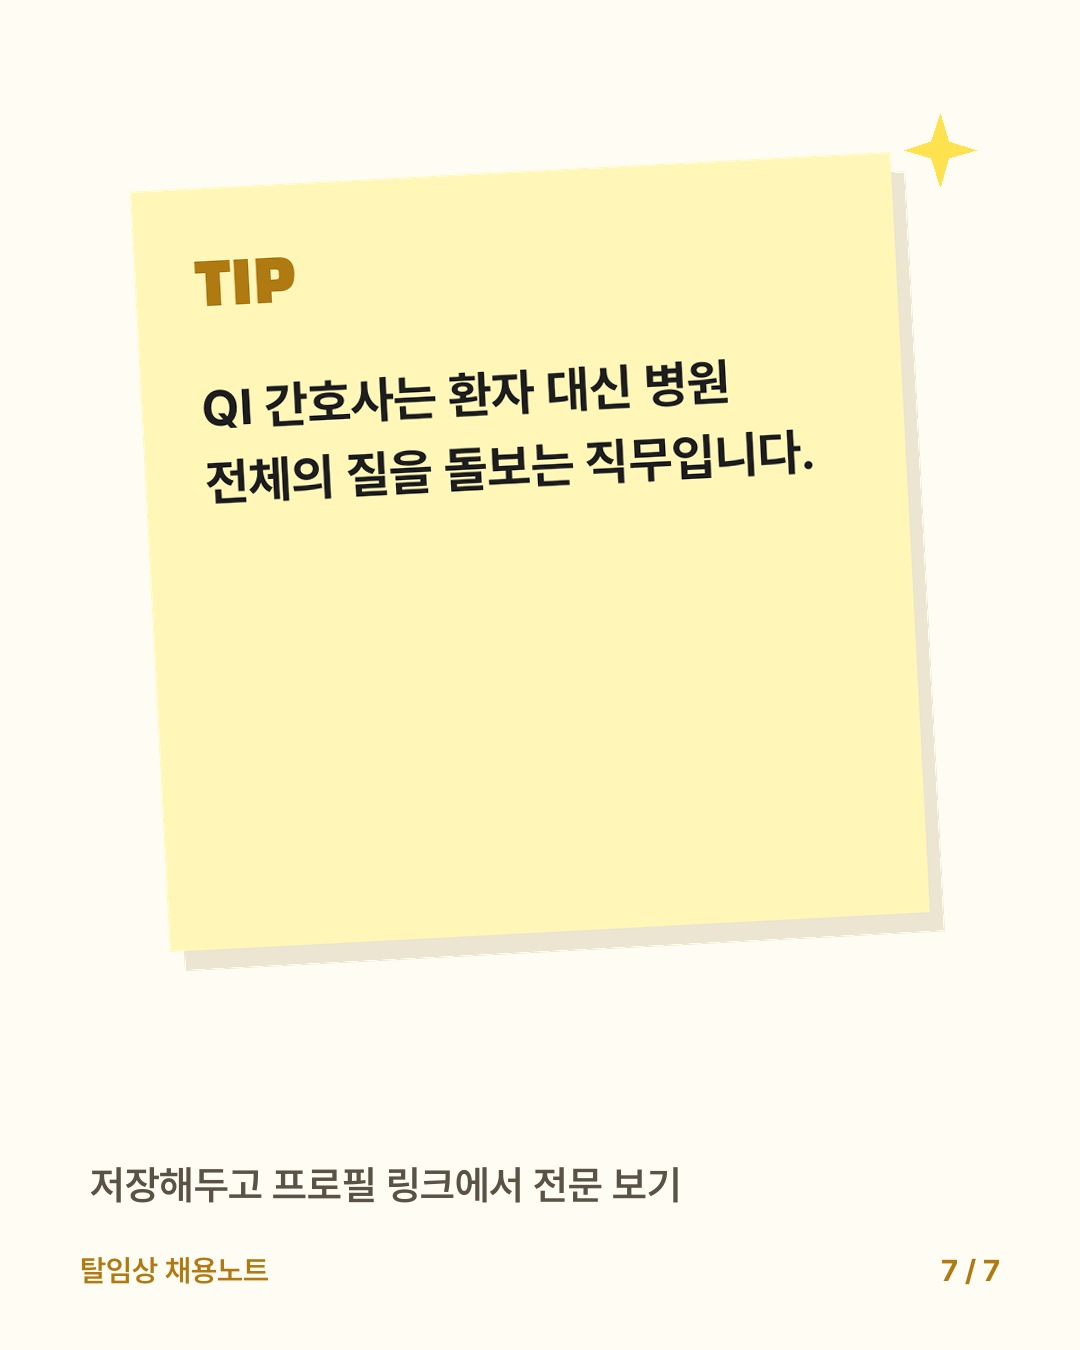 TIP
QI 간호사는 환자 대신 병원
전체의 질을 돌보는 직무입니다.
저장해두고 프로필 링크에서 전문 보기
탈임상 채용노트
7 / 7